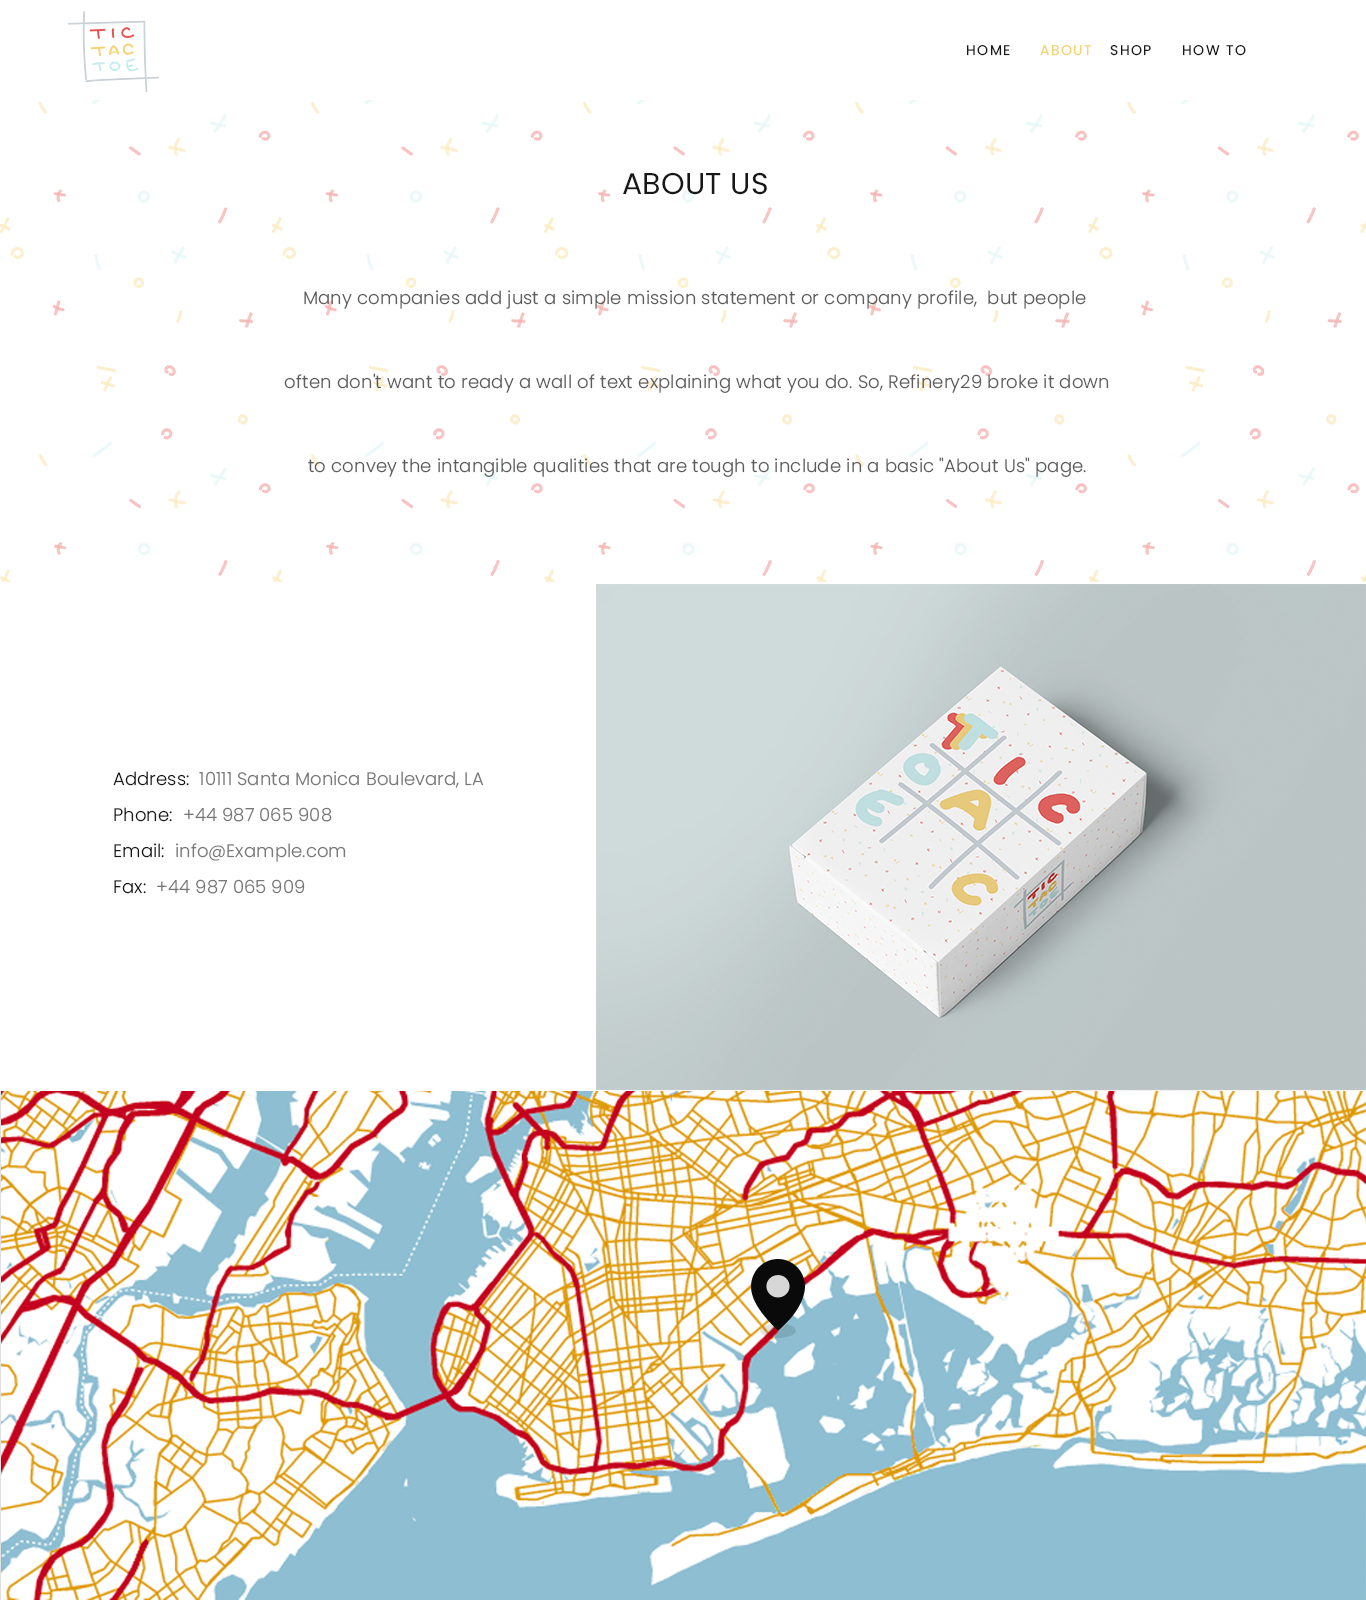 TIC
TAC
TOE
HOME ABOUT SHOP HOW TO
ABOUT US
Many companies add just a simple mission statement or company profile, but people
often don't want to ready a wall of text explaining what you do. So, Refinery29 broke it down
to convey the intangible qualities that are tough to include in a basic "About Us" page.
Address: 10111 Santa Monica Boulevard, LA
Phone: +44 987 065 908
Email: info@Example.com
Fax: +44 987 065 909
T I C
O A
E C
TIC
TAC
TOE